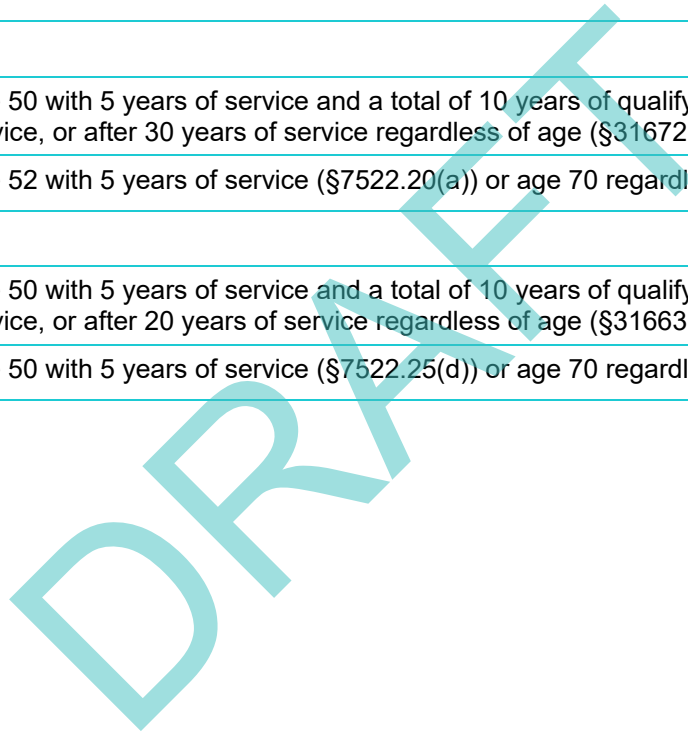 50 with 5 years of service and a total of 10 years of qualify
vice, or after 30 years of service regardless of age (§31672
52 with 5 years of service (§7522.20(a)) or age 70 regardl
50 with 5 years of service and a total of 10 years of qualify
vice, or after 20 years of service regardless of age (§31663
50 with 5 years of service (§7522.25(d)) or age 70 regardl
DRAFT